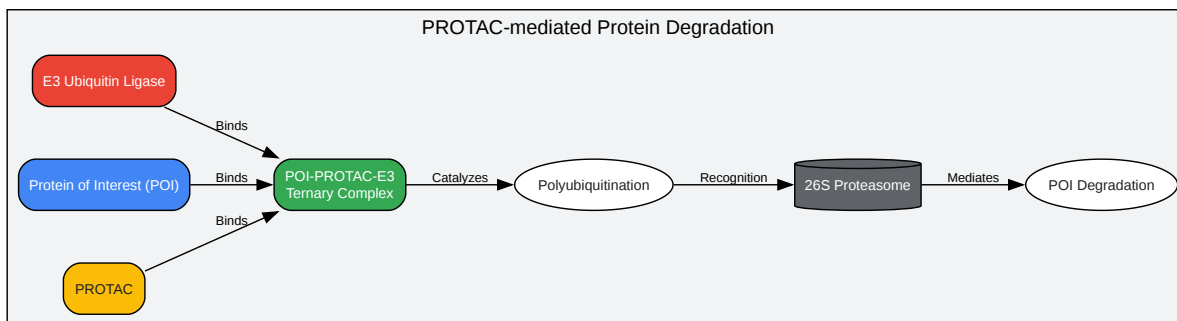 PROTAC-mediated Protein Degradation
E3 Ubiquitin Ligase
Binds
Protein of Interest (POI)
Binds
POI-PROTAC-E3
Ternary Complex
Catalyzes
Polyubiquitination
Recognition
26S Proteasome
Mediates
POI Degradation
Binds
PROTAC